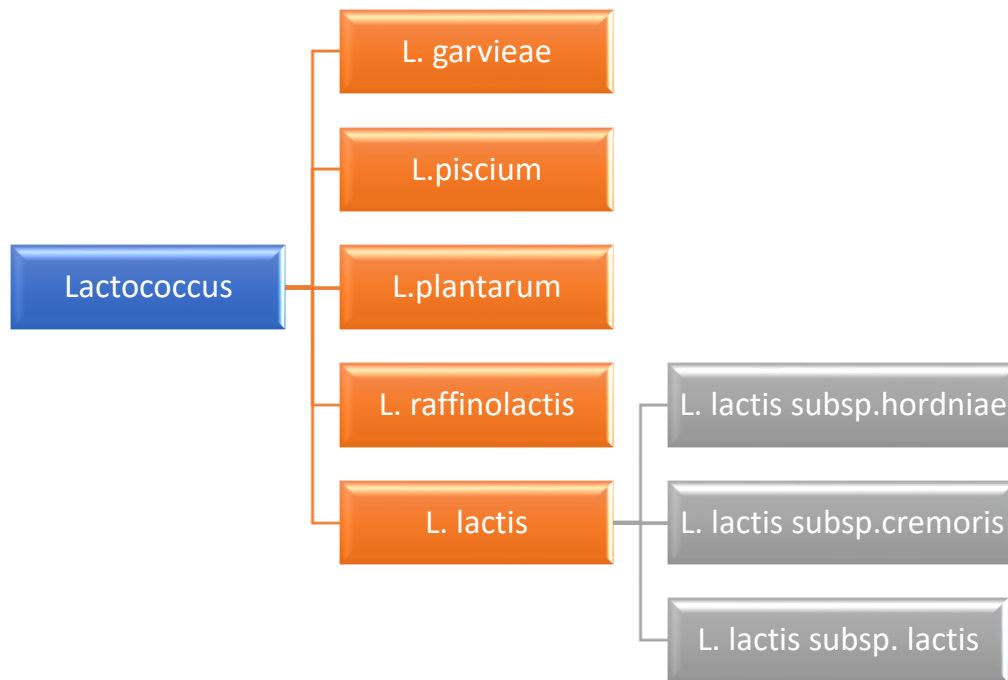 Lactococcus
L. garvieae
L.piscium
L.plantarum
L. raffinolactis
L. lactis
L. lactis subsp.hordniae
L. lactis subsp.cremoris
L. lactis subsp. lactis